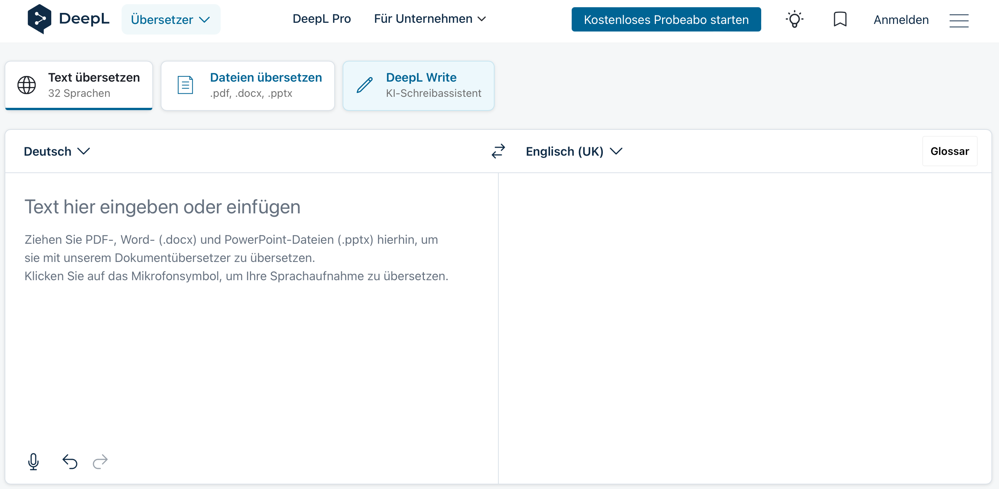 DeepL Übersetzer DeepL Pro Für Unternehmen Kostenloses Probeabo starten Anmelden
Text übersetzen
32 Sprachen
Dateien übersetzen
.pdf, .docx, .pptx
DeepL Write
KI-Schreibassistent
Deutsch Englisch (UK) Glossar
Text hier eingeben oder einfügen
Ziehen Sie PDF-, Word- (.docx) und PowerPoint-Dateien (.pptx) hierhin, um
sie mit unserem Dokumentübersetzer zu übersetzen.
Klicken Sie auf das Mikrofonsymbol, um Ihre Sprachaufnahme zu übersetzen.